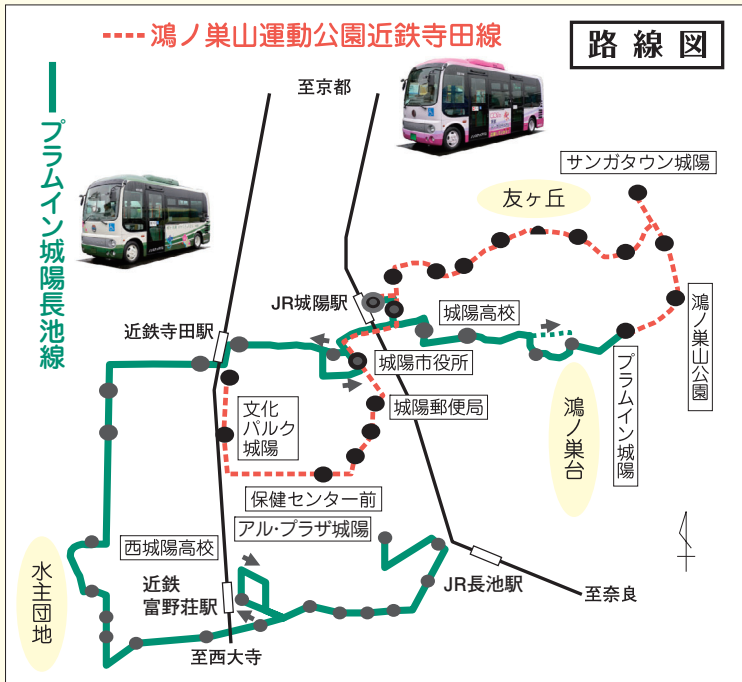 鴻ノ巣山運動公園近鉄寺田線
路線図
プラムイン城陽長池線
至京都
サンガタウン城陽
友ヶ丘
JR城陽駅
城陽高校
近鉄寺田駅
鴻ノ巣山公園
城陽市役所
プラムイン城陽
鴻ノ巣台
城陽郵便局
文化
パルク
城陽
保健センター前
アル・プラザ城陽
西城陽高校
水主団地
近鉄
富野荘駅
JR長池駅
至奈良
至西大寺